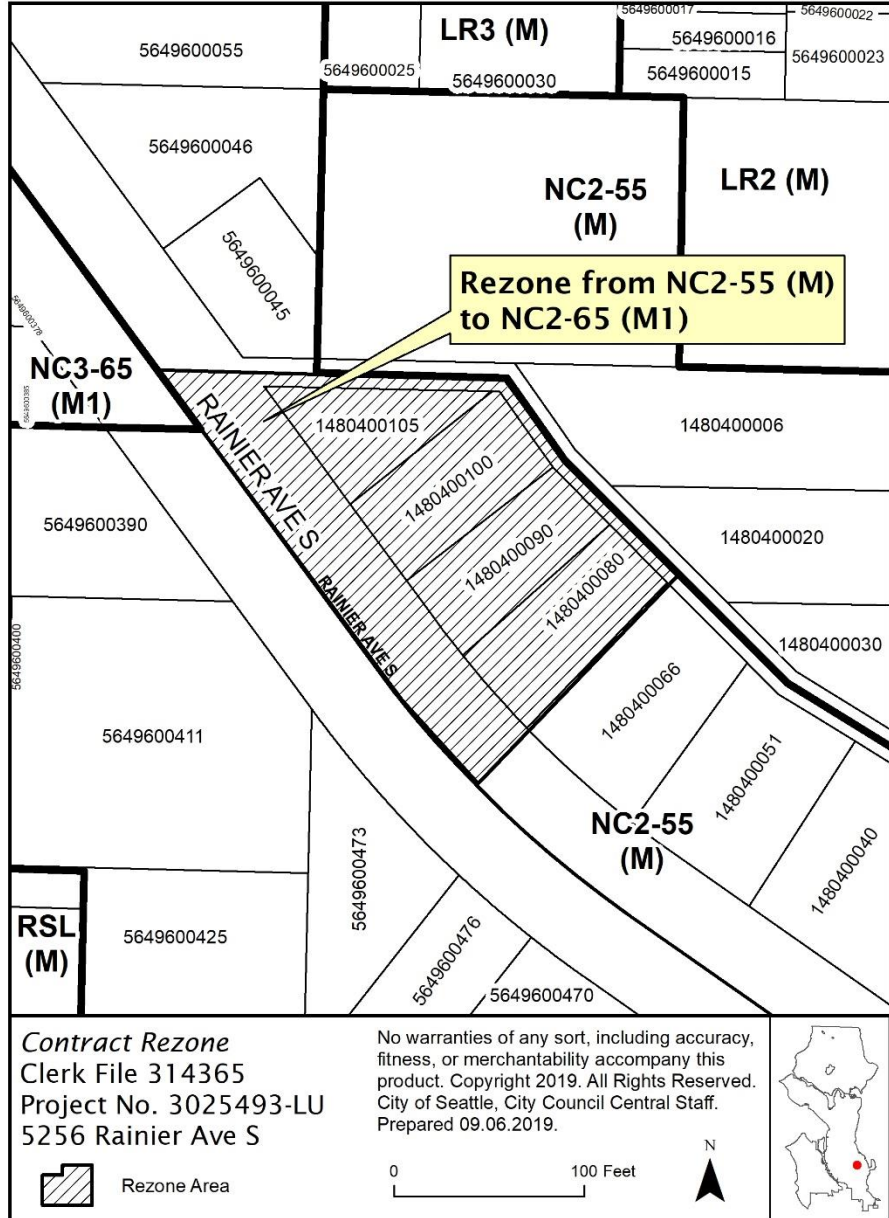 5649600017
5649600022
LR3 (M)
5649600016
5649600055
5649600023
5649600025
5649600030
5649600015
5649600046
NC2-55
(M)
LR2 (M)
5649600045
Rezone from NC2-55 (M)
to NC2-65 (M1)
5649600378
NC3-65
(M1)
5649600385
RAINIER AVE S
1480400105
1480400006
1480400100
5649600390
1480400090
1480400020
1480400080
RAINIER AVE S
5649600400
1480400030
1480400066
5649600411
1480400051
NC2-55
(M)
5649600473
1480400040
RSL
(M)
5649600425
5649600476
5649600470
Contract Rezone
Clerk File 314365
Project No. 3025493-LU
5256 Rainier Ave S
Rezone Area
No warranties of any sort, including accuracy,
fitness, or merchantability accompany this
product. Copyright 2019. All Rights Reserved.
City of Seattle, City Council Central Staff.
Prepared 09.06.2019.
0
100 Feet
N